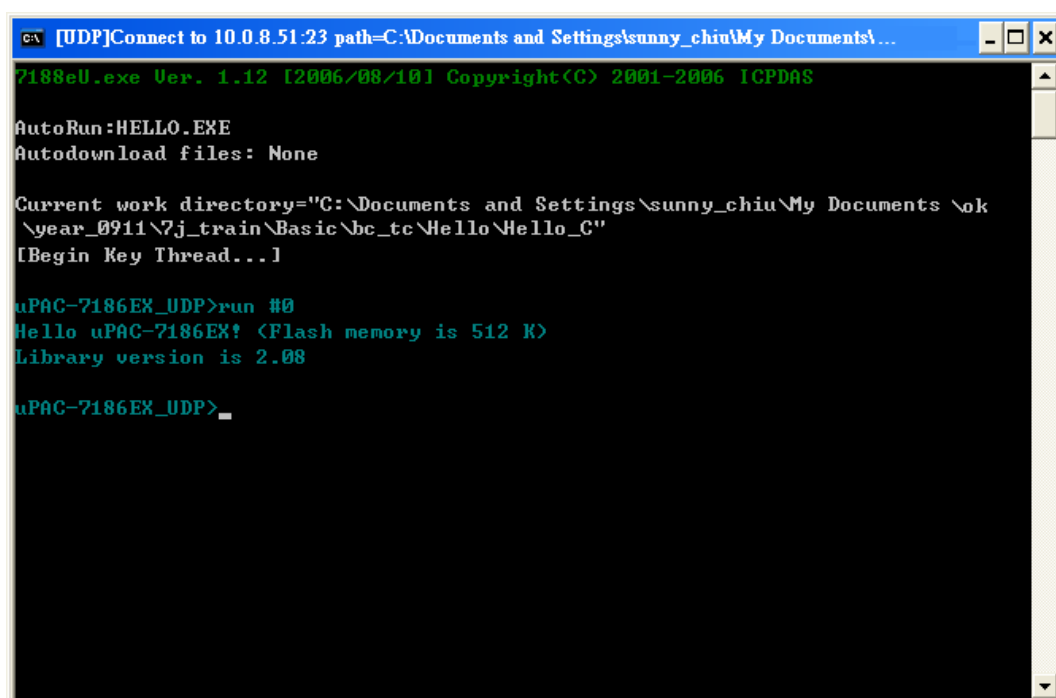 [UDP]Connect to 10.0.8.51:23 path=C:\Documents and Settings\sunny_chiu\My Documents\...
7188eU.exe Ver. 1.12 [2006/08/10] Copyright(C) 2001-2006 ICPDAS
AutoRun:HELLO.EXE
Autodownload files: None
Current work directory="C:\Documents and Settings\sunny_chiu\My Documents \ok
\year_0911\7j_train\Basic\bc_tc\Hello\Hello_C"
[Begin Key Thread...]
uPAC-7186EX_UDP>run #0
Hello uPAC-7186EX! (Flash memory is 512 K)
Library version is 2.08
uPAC-7186EX_UDP>_